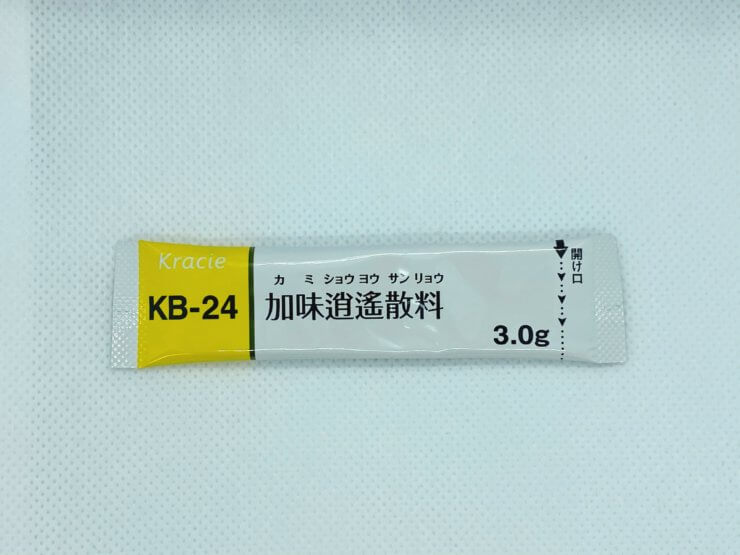 Kracie
KB-24
カ ミ ショウ ヨウ サン リョウ
加味逍遙散料
3.0g
開け口